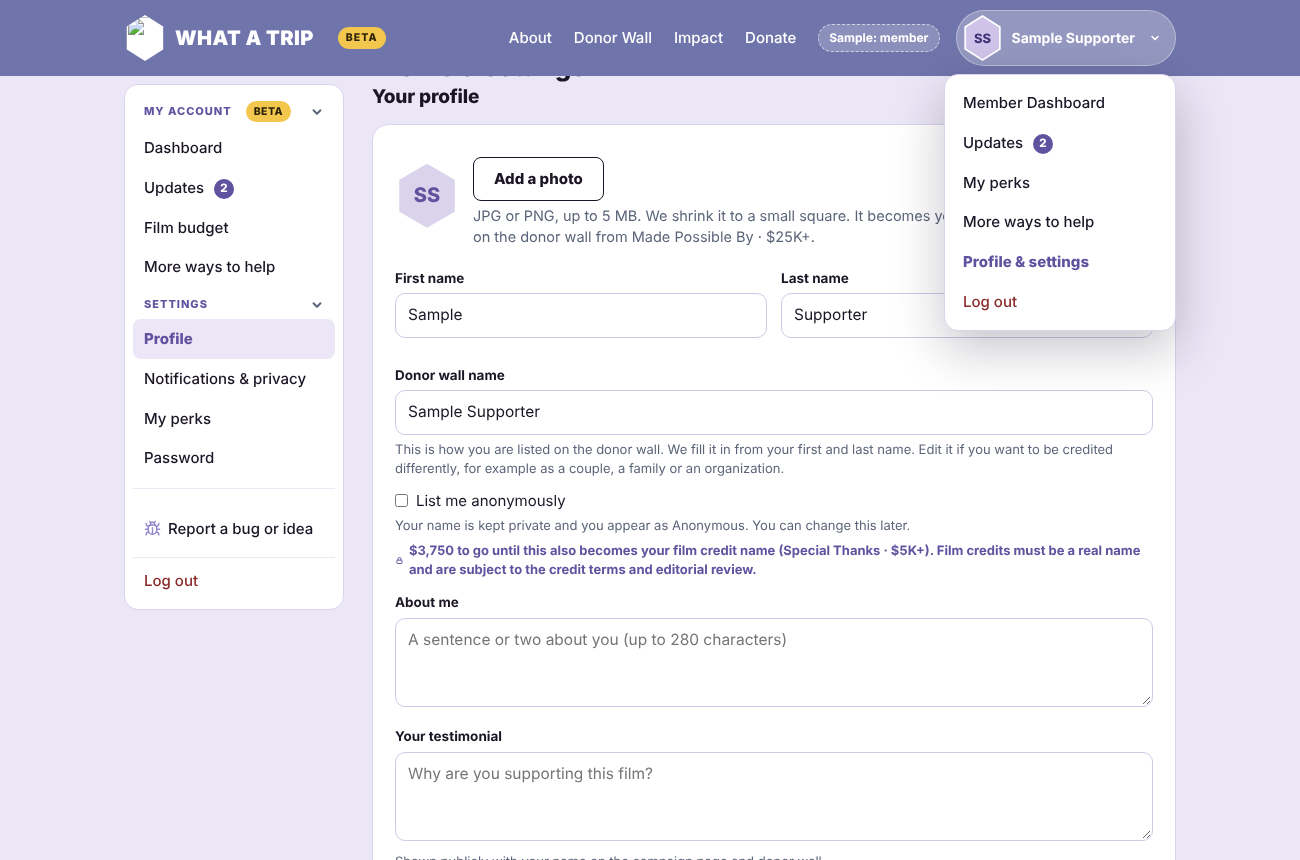 WHAT A TRIP
BETA
About
Donor Wall
Impact
Donate
Sample: member
SS
Sample Supporter
Member Dashboard
Updates 2
My perks
More ways to help
Profile & settings
Log out
MY ACCOUNT BETA
Dashboard
Updates 2
Film budget
More ways to help
SETTINGS
Profile
Notifications & privacy
My perks
Password
Report a bug or idea
Log out
Your profile
SS
Add a photo
JPG or PNG, up to 5 MB. We shrink it to a small square. It becomes
on the donor wall from Made Possible By · $25K+.
First name
Sample
Last name
Supporter
Donor wall name
Sample Supporter
This is how you are listed on the donor wall. We fill it in from your first and last name. Edit it if you want to be credited
differently, for example as a couple, a family or an organization.
List me anonymously
Your name is kept private and you appear as Anonymous. You can change this later.
$3,750 to go until this also becomes your film credit name (Special Thanks · $5K+). Film credits must be a real name
and are subject to the credit terms and editorial review.
About me
A sentence or two about you (up to 280 characters)
Your testimonial
Why are you supporting this film?